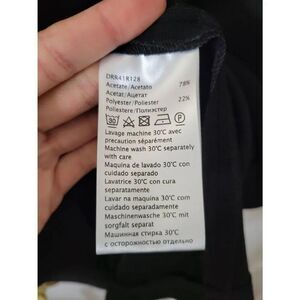 DRR41R128
Acetate/Acetato 78%
Acetat/Ацетат
Polyester/Poliester 22%
Poliestere/Полиэстер
Lavage machine 30°C avec
precaution séparément
Machine wash 30°C separately
with care
Maquina de lavado 30°C con
cuidado separado
Lavatrice 30°C con cura
separatamente
Lavar na maquina 30°C com
cuidado separado
Maschinenwäsche 30°C mit
sorgfalt separat
Машинная стирка 30°C
с осторожностью отдельно